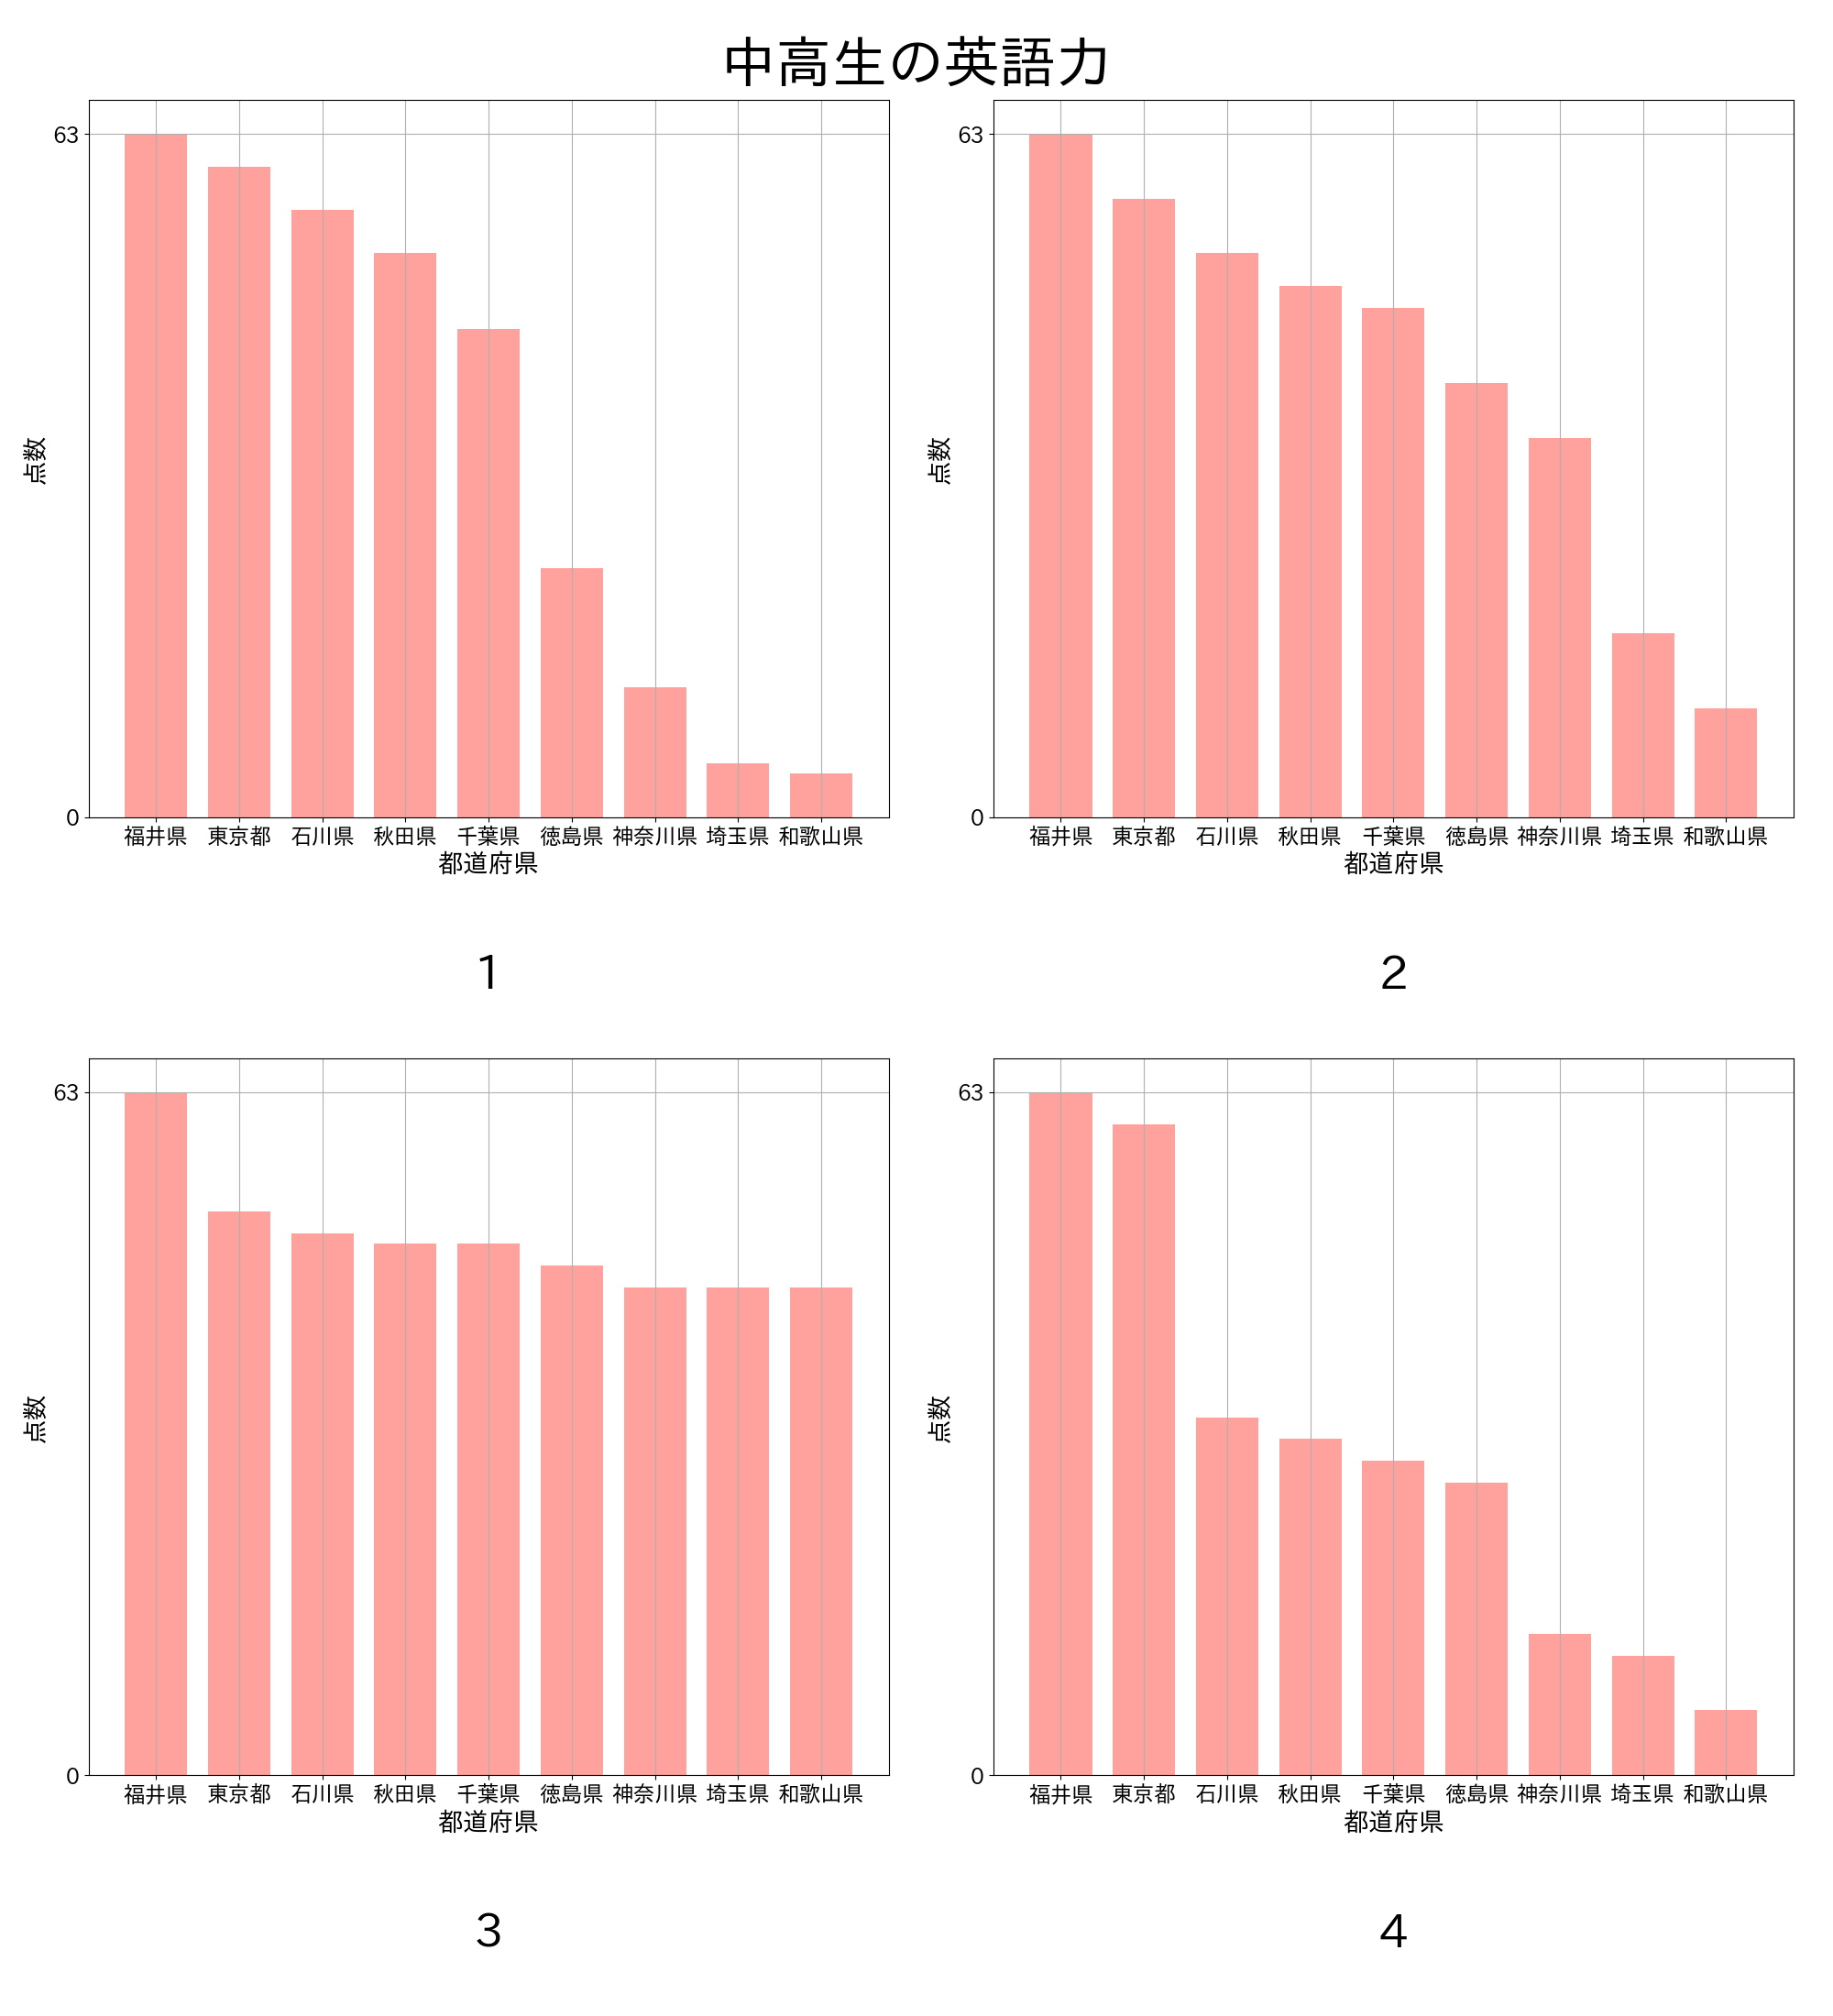 中高生の英語力
63
0
点数
福井県 東京都 石川県 秋田県 千葉県 徳島県 神奈川県 埼玉県 和歌山県
都道府県
1
63
0
点数
福井県 東京都 石川県 秋田県 千葉県 徳島県 神奈川県 埼玉県 和歌山県
都道府県
2
63
0
点数
福井県 東京都 石川県 秋田県 千葉県 徳島県 神奈川県 埼玉県 和歌山県
都道府県
3
63
0
点数
福井県 東京都 石川県 秋田県 千葉県 徳島県 神奈川県 埼玉県 和歌山県
都道府県
4